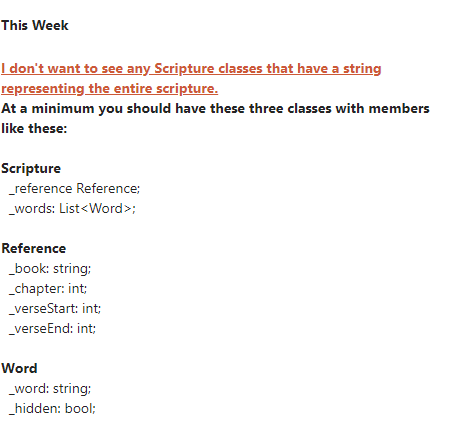 This Week
I don't want to see any Scripture classes that have a string
representing the entire scripture.
At a minimum you should have these three classes with members
like these:
Scripture
_reference Reference;
_words: List<Word>;
Reference
_book: string;
_chapter: int;
_verseStart: int;
_verseEnd: int;
Word
_word: string;
_hidden: bool;